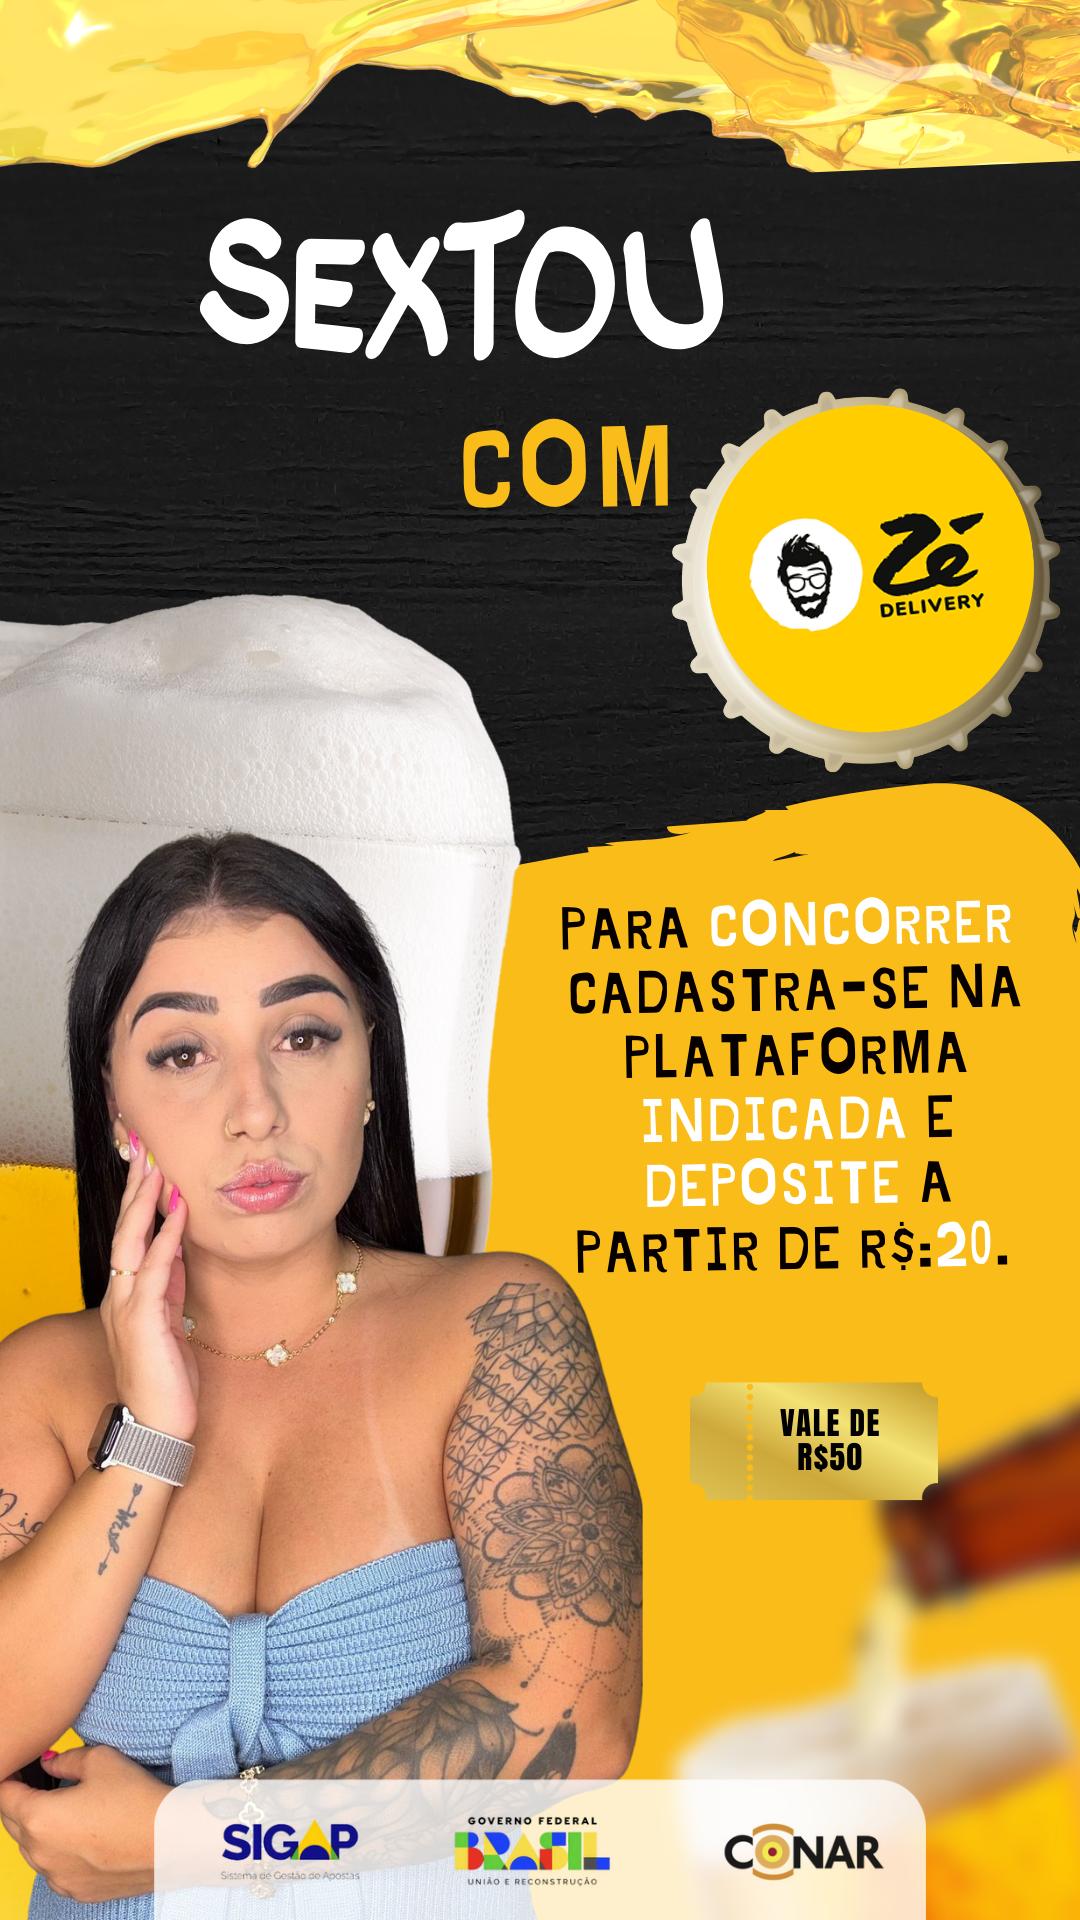 SEXTOU
COM
Zé
DELIVERY
PARA CONCORRER
CADASTRA-SE NA
PLATAFORMA
INDICADA E
DEPOSITE A
PARTIR DE R$:20.
VALE DE
R$50
SIGAP
Sistema de Gestão de Apostas
GOVERNO FEDERAL
BRASIL
UNIÃO E RECONSTRUÇÃO
CONAR